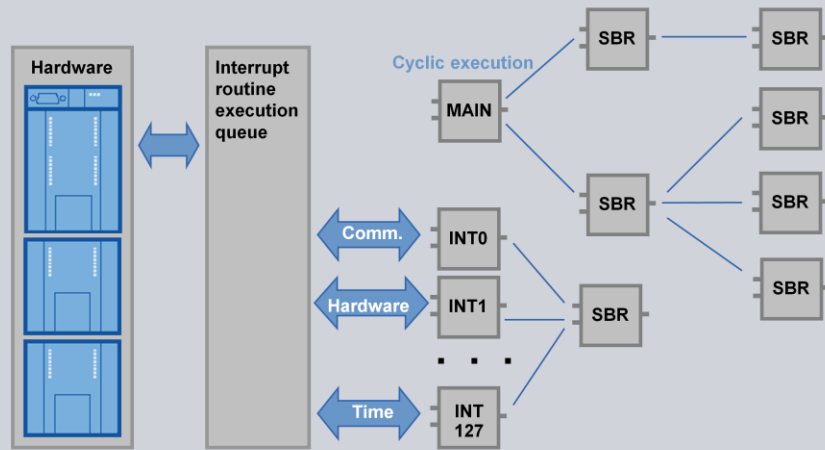 Hardware
Interrupt
routine
execution
queue
Cyclic execution
MAIN
SBR
SBR
SBR
SBR
SBR
SBR
Comm.
INT0
Hardware
INT1
SBR
. . .
Time
INT
127